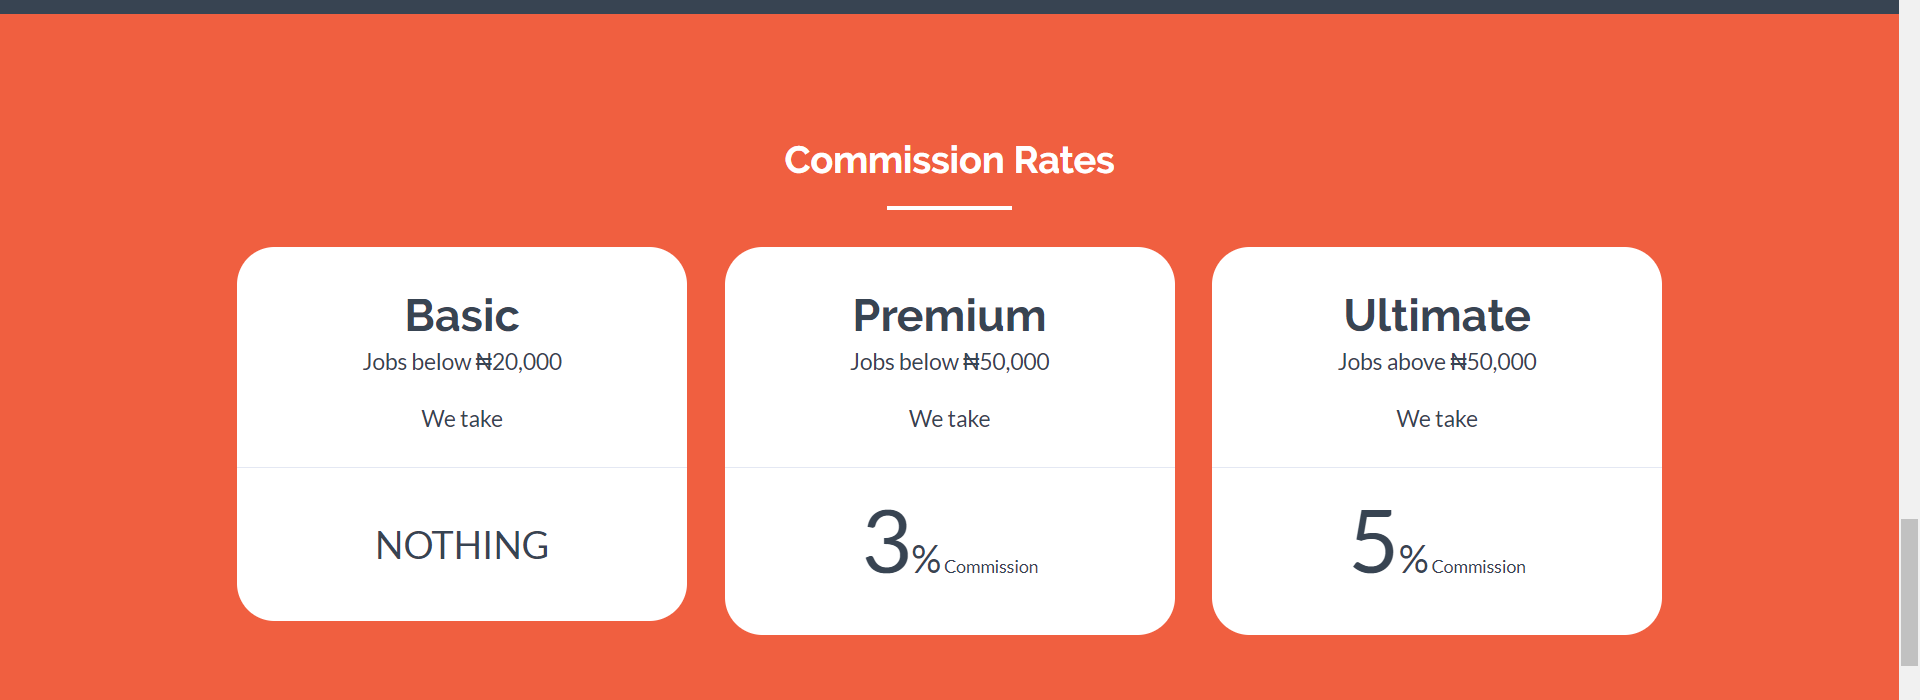 Commission Rates
Basic
Jobs below ₦20,000
We take
NOTHING
Premium
Jobs below ₦50,000
We take
3% Commission
Ultimate
Jobs above ₦50,000
We take
5% Commission